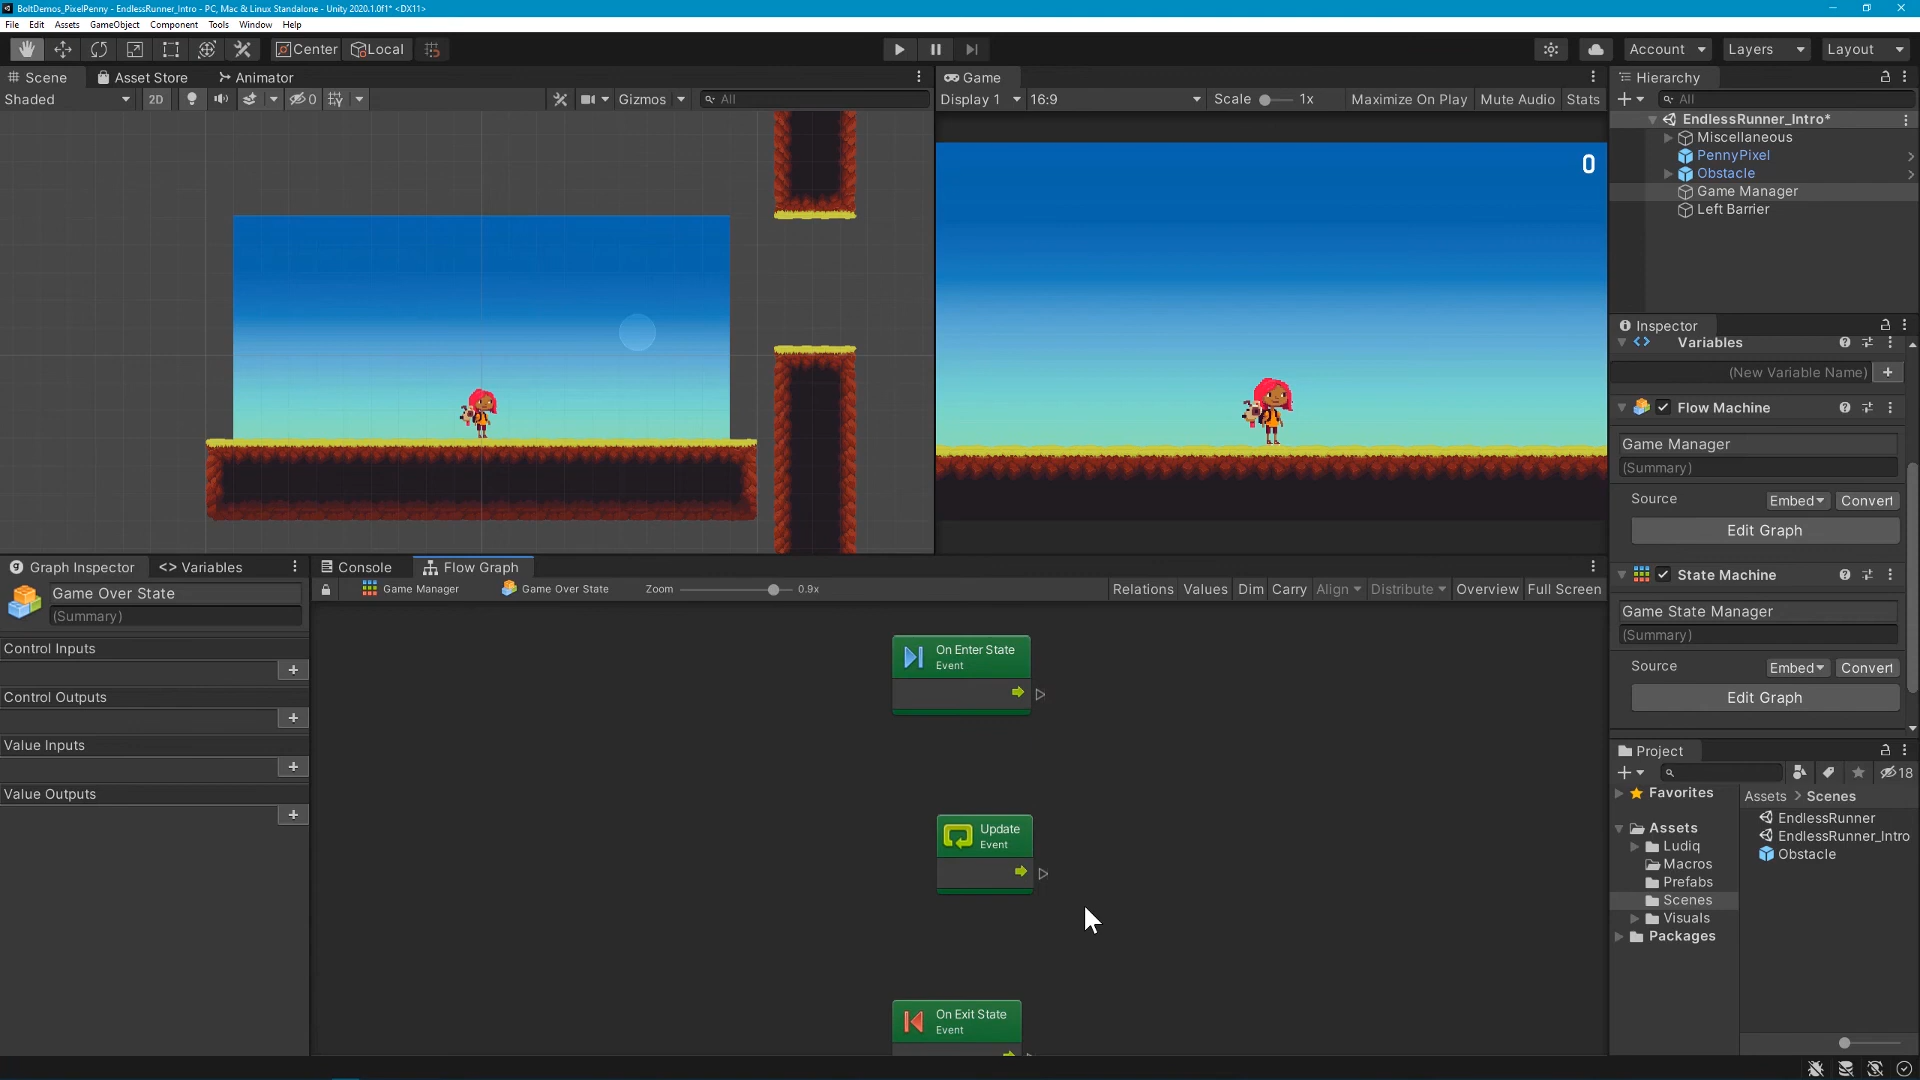 BoltDemos_PixelPenny - EndlessRunner_Intro - PC, Mac & Linux Standalone - Unity 2020.1.0f1* <DX11>
File Edit Assets GameObject Component Tools Window Help
Center Local Account Layers Layout
Scene Asset Store Animator
Shaded 2D 0 Gizmos All
Game
Display 1 16:9 Scale 1x Maximize On Play Mute Audio Stats
0
Hierarchy
All
EndlessRunner_Intro*
Miscellaneous
PennyPixel
Obstacle
Game Manager
Left Barrier
Inspector
Variables
(New Variable Name)
Flow Machine
Game Manager
(Summary)
Source Embed Convert
Edit Graph
State Machine
Game State Manager
(Summary)
Source Embed Convert
Edit Graph
Graph Inspector <> Variables
Game Over State
(Summary)
Control Inputs
Control Outputs
Value Inputs
Value Outputs
Console Flow Graph
Game Manager Game Over State Zoom 0.9x Relations Values Dim Carry Align Distribute Overview Full Screen
On Enter State
Event
Update
Event
On Exit State
Event
Project
18
Favorites
Assets
Ludiq
Macros
Prefabs
Scenes
Visuals
Packages
Assets > Scenes
EndlessRunner
EndlessRunner_Intro
Obstacle